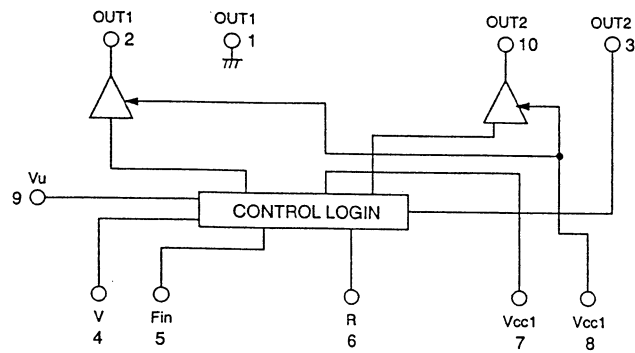 OUT1
2
OUT1
1
OUT2
10
OUT2
3
9 Vu
CONTROL LOGIN
V
4
Fin
5
R
6
Vcc1
7
Vcc1
8